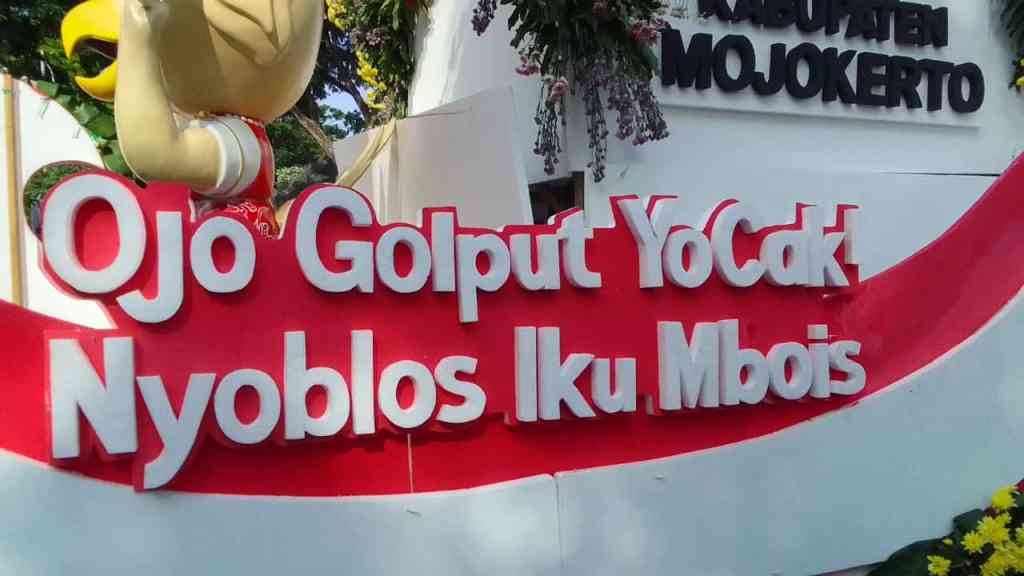 KABUPATEN
MOJOKERTO
Ojo Golput YoCak!
Nyoblos Iku Mbois